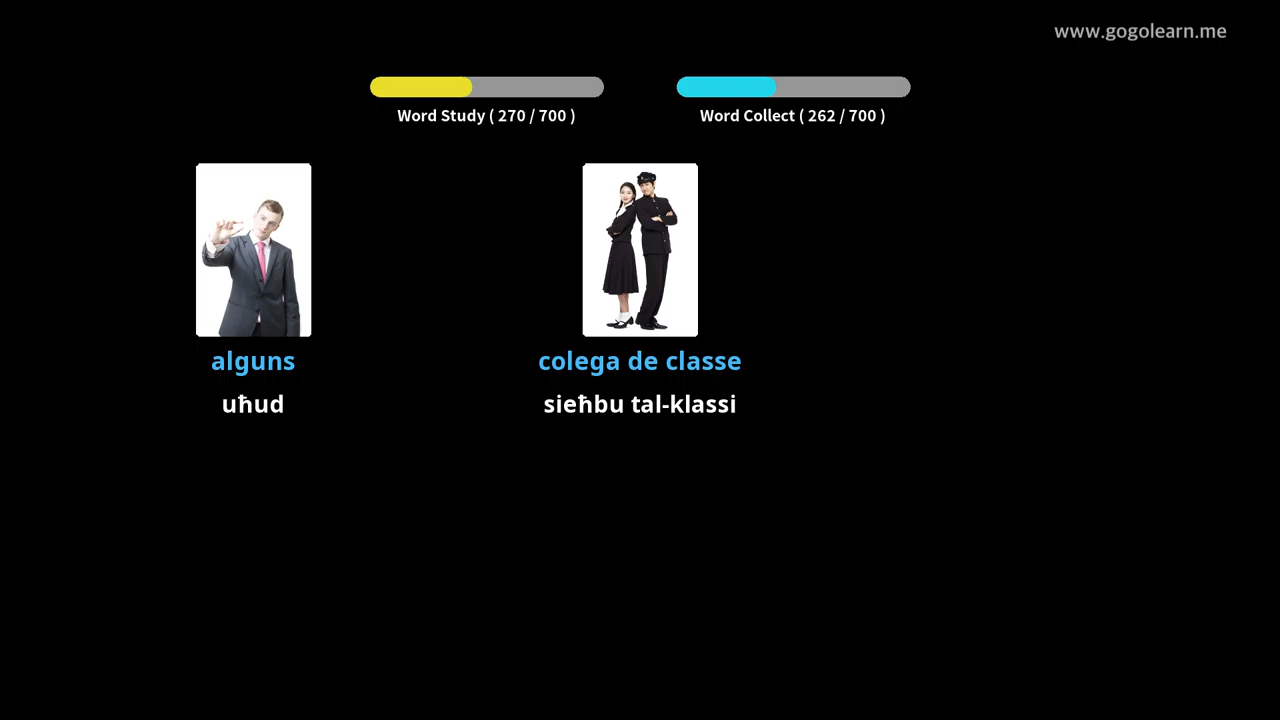 www.gogolearn.me
Word Study ( 270 / 700 )
Word Collect ( 262 / 700 )
alguns
uħud
colega de classe
sieħbu tal-klassi